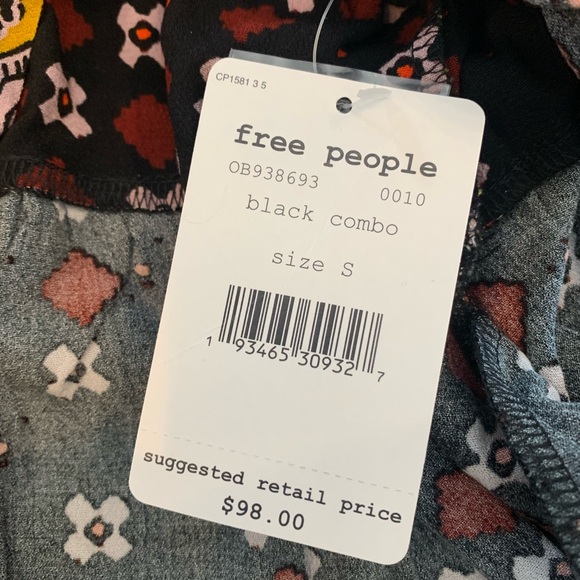 CP1581 3 5
free people
OB938693 0010
black combo
size S
1 93465 30932 7
suggested retail price
$98.00